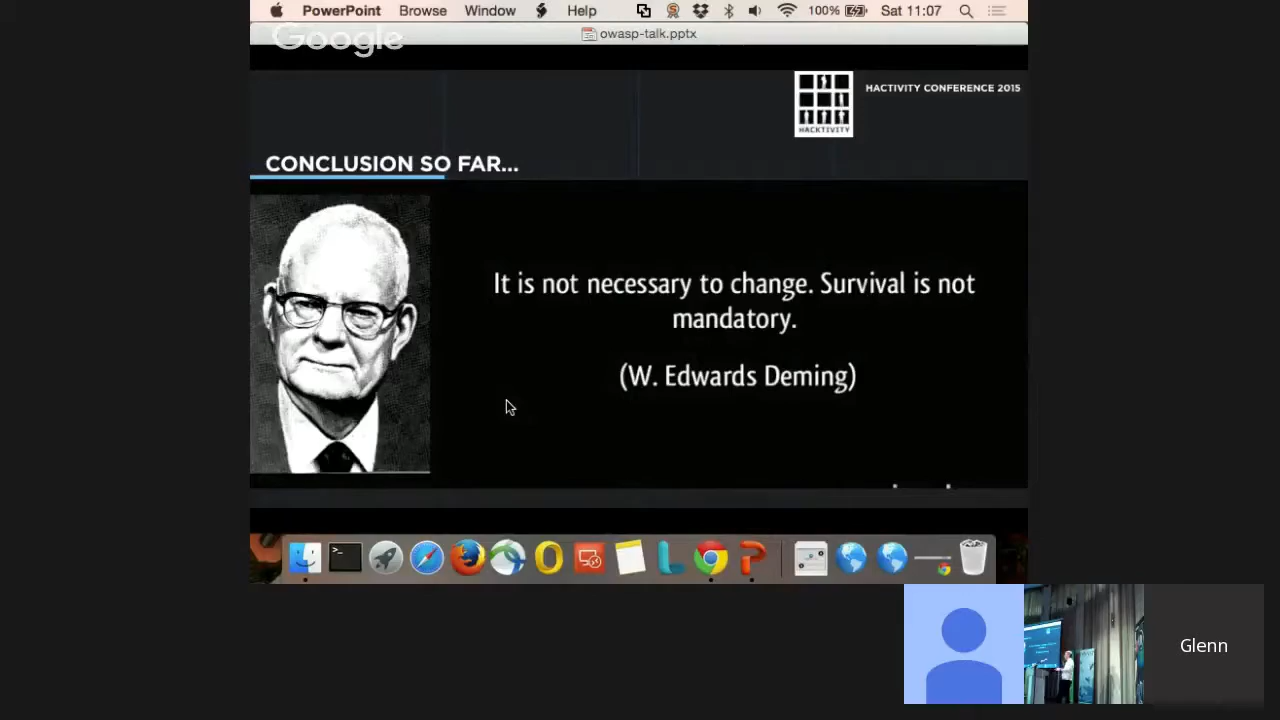 PowerPoint Browse Window Help 100% Sat 11:07
Google
owasp-talk.pptx
HACTIVITY CONFERENCE 2015
HACKTIVITY
CONCLUSION SO FAR...
It is not necessary to change. Survival is not
mandatory.
(W. Edwards Deming)
Glenn